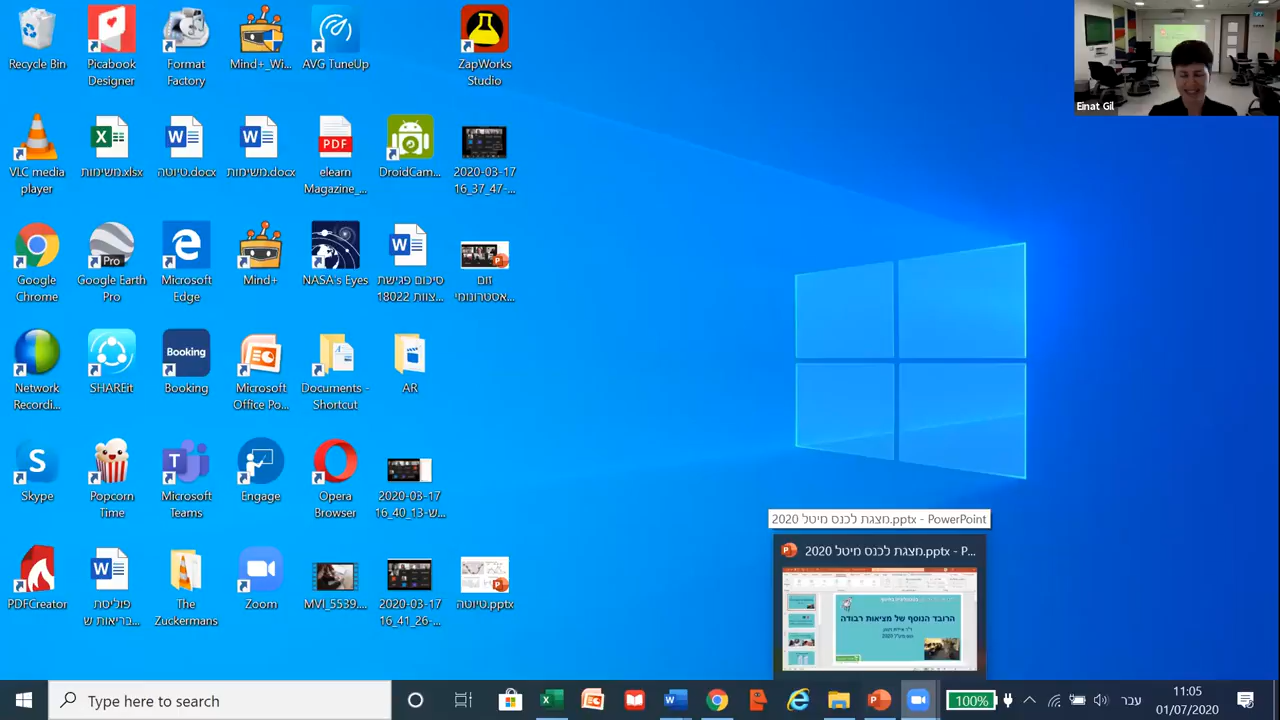 Recycle Bin
Picabook
Designer
Format
Factory
Mind+_Wi...
AVG TuneUp
ZapWorks
Studio
Einat Gil
VLC media
player
משימות.xlsx
טיוטה.docx
משימות.docx
elearn
Magazine_...
DroidCam...
2020-03-17
16_37_47-...
PDF
Google
Chrome
Google Earth
Pro
Microsoft
Edge
Mind+
NASA's Eyes
סיכום פגישת
צוות 18022...
זום
אסטרונומי...
Pro
Network
Recordi...
SHAREit
Booking
Booking
Microsoft
Office Po...
Documents -
Shortcut
AR
Skype
Popcorn
Time
Microsoft
Teams
Engage
Opera
Browser
2020-03-17
16_40_13-ש...
PDFCreator
פוליסת
בריאות ש...
The
Zuckermans
Zoom
MVI_5539....
2020-03-17
16_41_26-...
טיוטה.pptx
מצגת לכנס מיטל 2020.pptx - PowerPoint
מצגת לכנס מיטל 2020.pptx - P...
הרובד הנוסף של מציאות רבודה
Type here to search
100%
עבר
11:05
01/07/2020